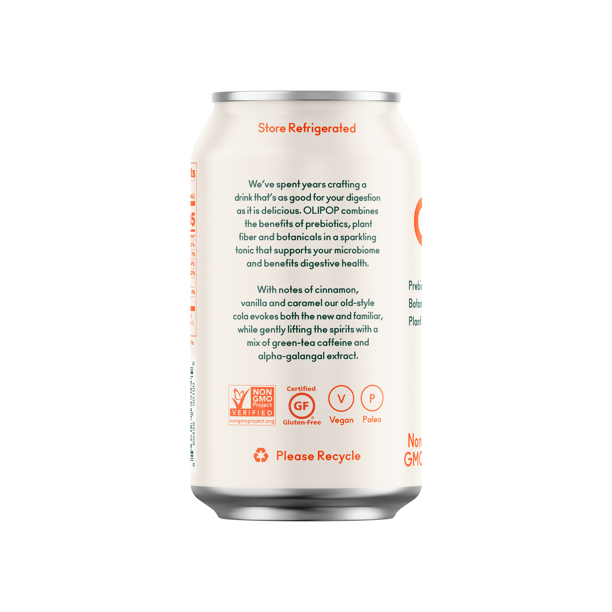 Store Refrigerated
We've spent years crafting a
drink that's as good for your digestion
as it is delicious. OLIPOP combines
the benefits of prebiotics, plant
fiber and botanicals in a sparkling
tonic that supports your microbiome
and benefits digestive health.
With notes of cinnamon,
vanilla and caramel our old-style
cola evokes both the new and familiar,
while gently lifting the spirits with a
mix of green-tea caffeine and
alpha-galangal extract.
NON
GMO
Project
VERIFIED
nongmoproject.org
Certified
GF
Gluten-Free
V
Vegan
P
Paleo
Please Recycle
Plant
GMO